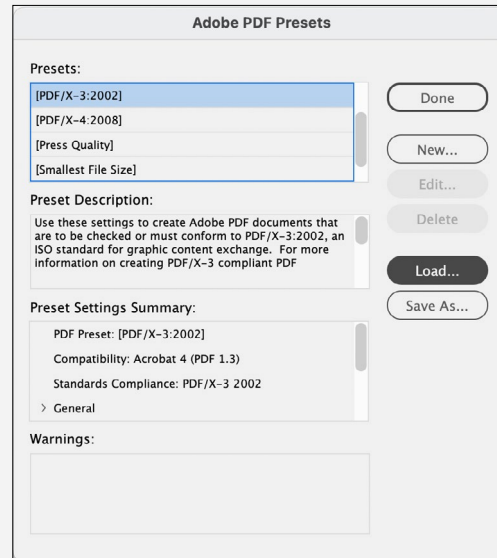 Adobe PDF Presets
Presets:
[PDF/X-3:2002]
[PDF/X-4:2008]
[Press Quality]
[Smallest File Size]
Preset Description:
Use these settings to create Adobe PDF documents that
are to be checked or must conform to PDF/X-3:2002, an
ISO standard for graphic content exchange.  For more
information on creating PDF/X-3 compliant PDF
Preset Settings Summary:
PDF Preset: [PDF/X-3:2002]
Compatibility: Acrobat 4 (PDF 1.3)
Standards Compliance: PDF/X-3 2002
> General
Warnings:
Done
New...
Edit...
Delete
Load...
Save As...